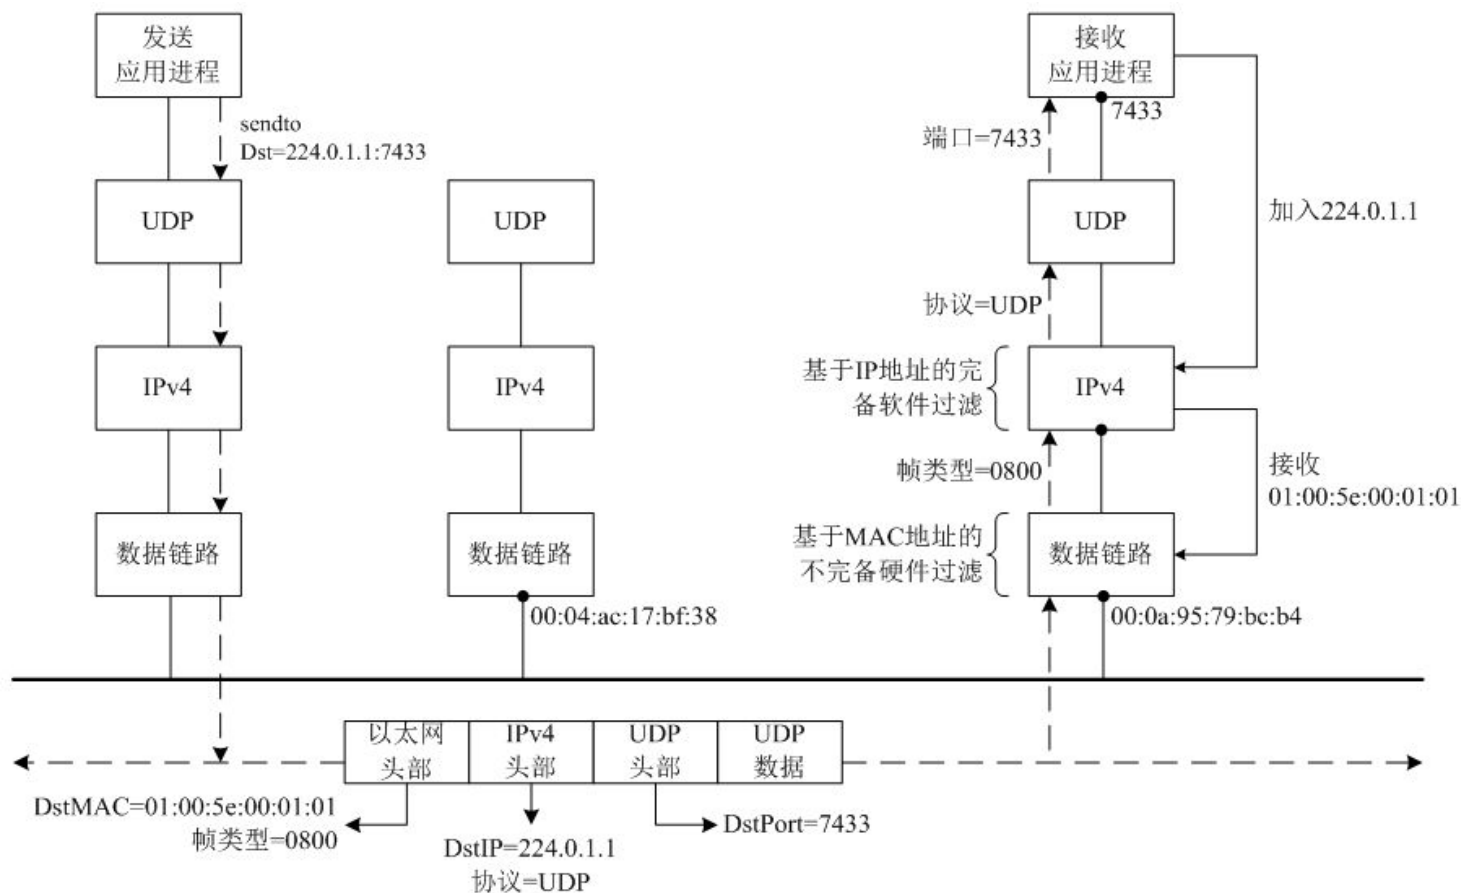 发送
应用进程
接收
应用进程
sendto
Dst=224.0.1.1:7433
7433
端口=7433
UDP
UDP
UDP
加入224.0.1.1
协议=UDP
IPv4
IPv4
基于IP地址的完
备软件过滤
IPv4
帧类型=0800
接收
01:00:5e:00:01:01
数据链路
数据链路
基于MAC地址的
不完备硬件过滤
数据链路
00:04:ac:17:bf:38
00:0a:95:79:bc:b4
以太网
头部
IPv4
头部
UDP
头部
UDP
数据
DstMAC=01:00:5e:00:01:01
帧类型=0800
DstIP=224.0.1.1
协议=UDP
DstPort=7433